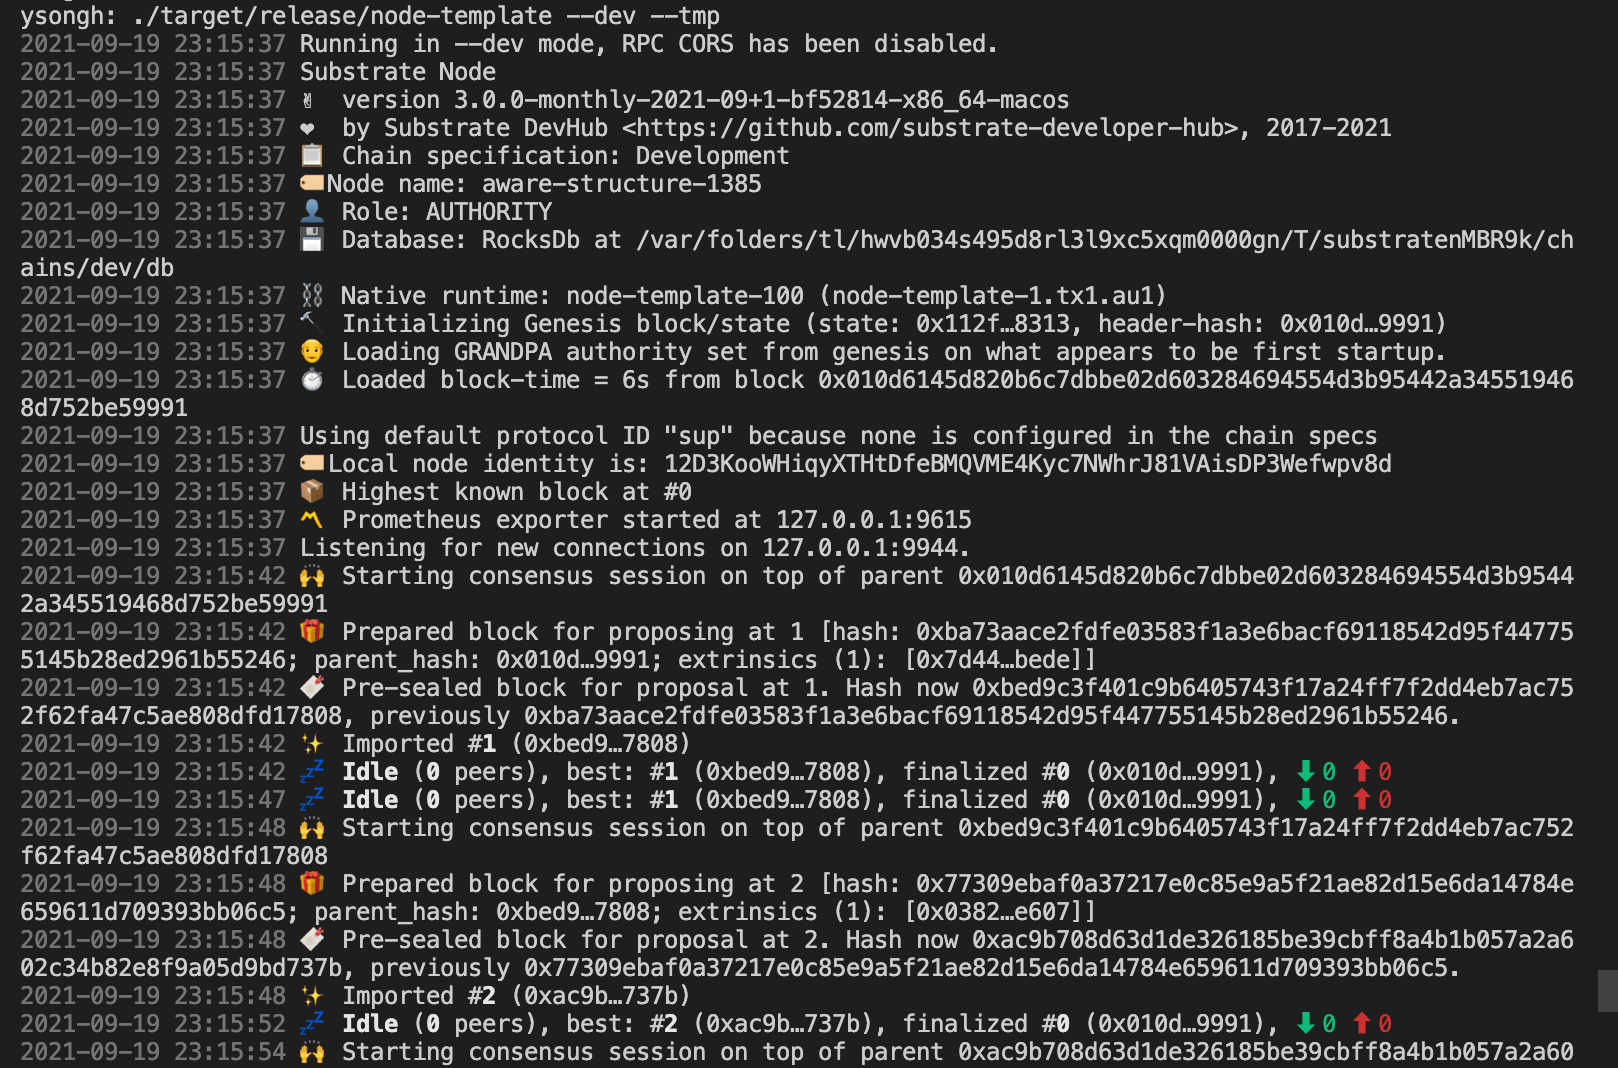 ysongh: ./target/release/node-template --dev --tmp
2021-09-19 23:15:37 Running in --dev mode, RPC CORS has been disabled.
2021-09-19 23:15:37 Substrate Node
2021-09-19 23:15:37 ✌️  version 3.0.0-monthly-2021-09+1-bf52814-x86_64-macos
2021-09-19 23:15:37 ❤️  by Substrate DevHub <https://github.com/substrate-developer-hub>, 2017-2021
2021-09-19 23:15:37 📋 Chain specification: Development
2021-09-19 23:15:37 🏷 Node name: aware-structure-1385
2021-09-19 23:15:37 👤 Role: AUTHORITY
2021-09-19 23:15:37 💾 Database: RocksDb at /var/folders/tl/hwvb034s495d8rl3l9xc5xqm0000gn/T/substratenMBR9k/ch
ains/dev/db
2021-09-19 23:15:37 ⛓ Native runtime: node-template-100 (node-template-1.tx1.au1)
2021-09-19 23:15:37 🔨 Initializing Genesis block/state (state: 0x112f…8313, header-hash: 0x010d…9991)
2021-09-19 23:15:37 👴 Loading GRANDPA authority set from genesis on what appears to be first startup.
2021-09-19 23:15:37 ⏱ Loaded block-time = 6s from block 0x010d6145d820b6c7dbbe02d603284694554d3b95442a34551946
8d752be59991
2021-09-19 23:15:37 Using default protocol ID "sup" because none is configured in the chain specs
2021-09-19 23:15:37 🏷 Local node identity is: 12D3KooWHiqyXTHtDfeBMQVME4Kyc7NWhrJ81VAisDP3Wefwpv8d
2021-09-19 23:15:37 📦 Highest known block at #0
2021-09-19 23:15:37 〽️ Prometheus exporter started at 127.0.0.1:9615
2021-09-19 23:15:37 Listening for new connections on 127.0.0.1:9944.
2021-09-19 23:15:42 🙌 Starting consensus session on top of parent 0x010d6145d820b6c7dbbe02d603284694554d3b9544
2a345519468d752be59991
2021-09-19 23:15:42 🎁 Prepared block for proposing at 1 [hash: 0xba73aace2fdfe03583f1a3e6bacf69118542d95f44775
5145b28ed2961b55246; parent_hash: 0x010d…9991; extrinsics (1): [0x7d44…bede]]
2021-09-19 23:15:42 🔖 Pre-sealed block for proposal at 1. Hash now 0xbed9c3f401c9b6405743f17a24ff7f2dd4eb7ac75
2f62fa47c5ae808dfd17808, previously 0xba73aace2fdfe03583f1a3e6bacf69118542d95f447755145b28ed2961b55246.
2021-09-19 23:15:42 ✨ Imported #1 (0xbed9…7808)
2021-09-19 23:15:42 💤 Idle (0 peers), best: #1 (0xbed9…7808), finalized #0 (0x010d…9991), ⬇ 0 ⬆ 0
2021-09-19 23:15:47 💤 Idle (0 peers), best: #1 (0xbed9…7808), finalized #0 (0x010d…9991), ⬇ 0 ⬆ 0
2021-09-19 23:15:48 🙌 Starting consensus session on top of parent 0xbed9c3f401c9b6405743f17a24ff7f2dd4eb7ac752
f62fa47c5ae808dfd17808
2021-09-19 23:15:48 🎁 Prepared block for proposing at 2 [hash: 0x77309ebaf0a37217e0c85e9a5f21ae82d15e6da14784e
659611d709393bb06c5; parent_hash: 0xbed9…7808; extrinsics (1): [0x0382…e607]]
2021-09-19 23:15:48 🔖 Pre-sealed block for proposal at 2. Hash now 0xac9b708d63d1de326185be39cbff8a4b1b057a2a6
02c34b82e8f9a05d9bd737b, previously 0x77309ebaf0a37217e0c85e9a5f21ae82d15e6da14784e659611d709393bb06c5.
2021-09-19 23:15:48 ✨ Imported #2 (0xac9b…737b)
2021-09-19 23:15:52 💤 Idle (0 peers), best: #2 (0xac9b…737b), finalized #0 (0x010d…9991), ⬇ 0 ⬆ 0
2021-09-19 23:15:54 🙌 Starting consensus session on top of parent 0xac9b708d63d1de326185be39cbff8a4b1b057a2a60